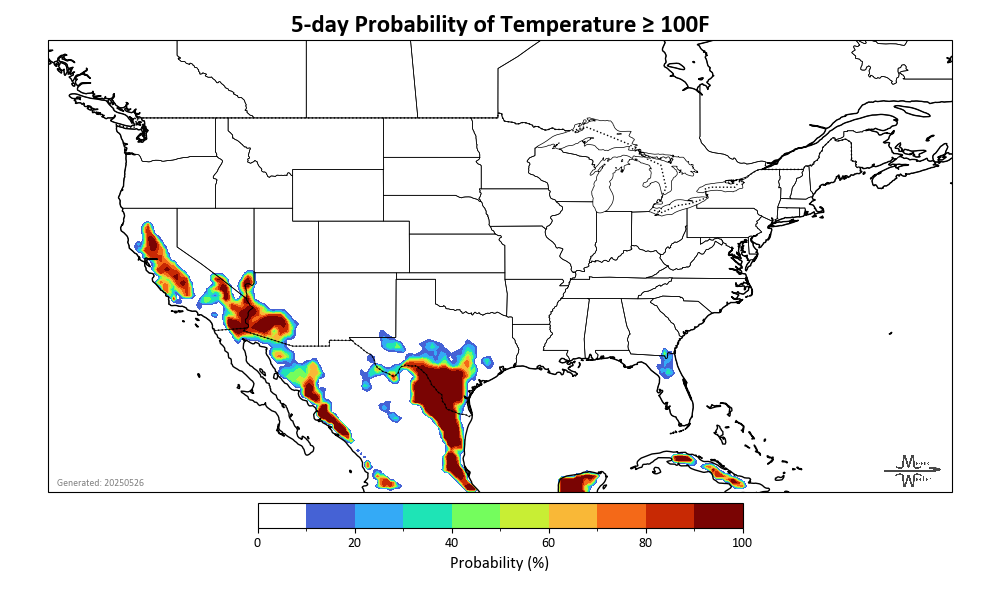 5-day Probability of Temperature ≥ 100F
Generated: 20250526
0 20 40 60 80 100
Probability (%)